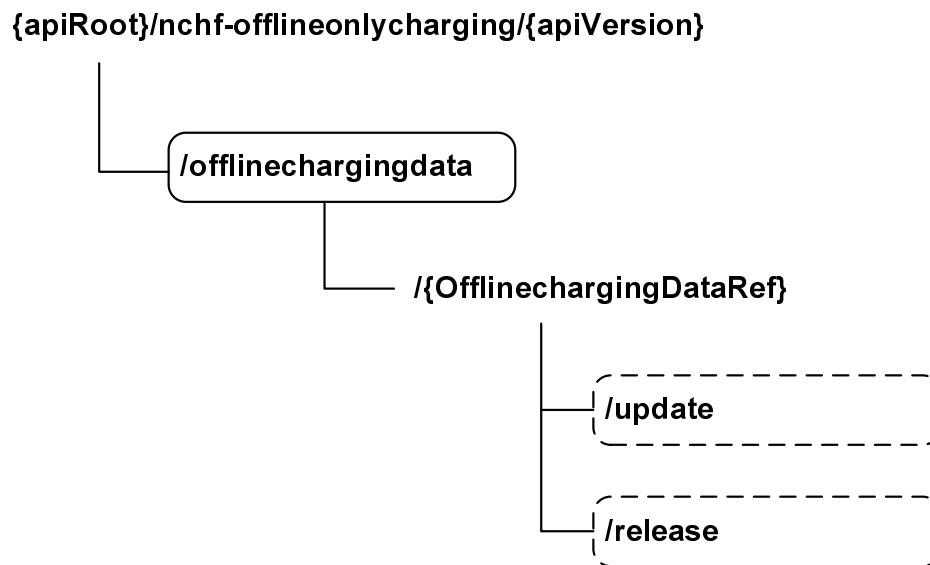 {apiRoot}/nchf-offlineonlycharging/{apiVersion}
/offlinechargingdata
/{OfflinechargingDataRef}
/update
/release